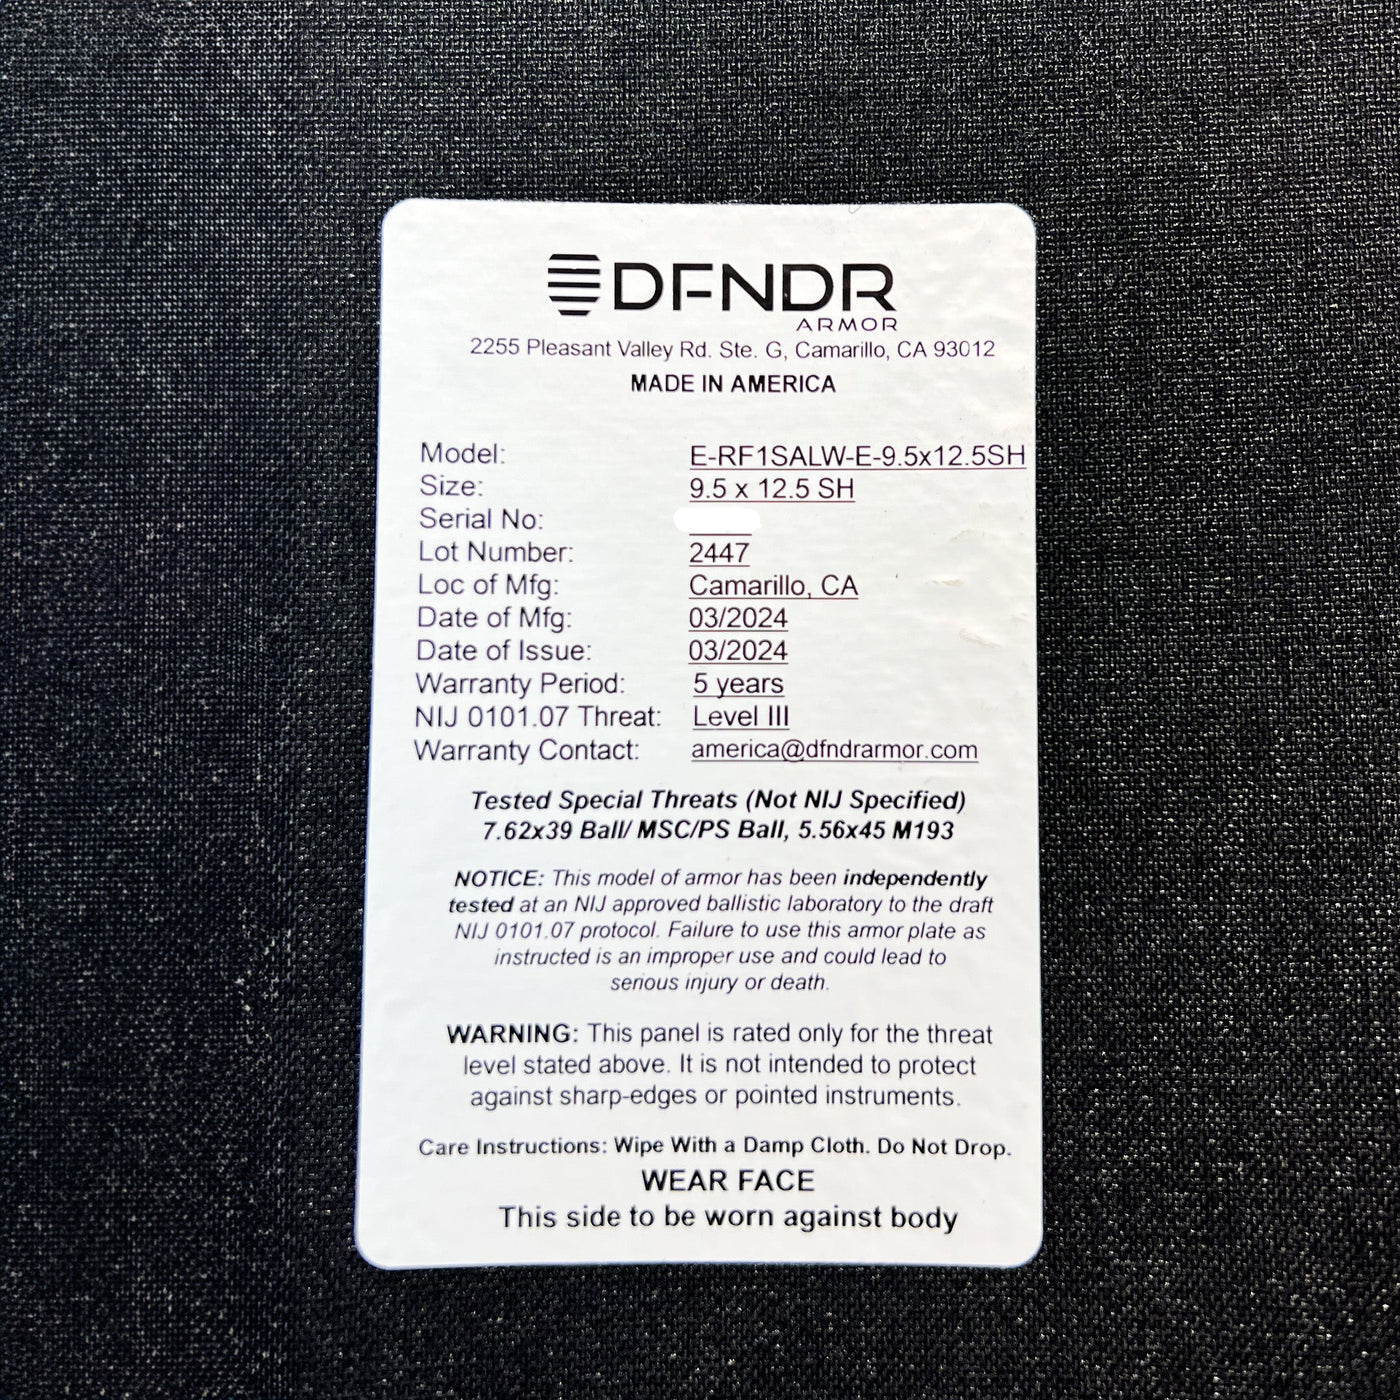 DFNDR
ARMOR
2255 Pleasant Valley Rd. Ste. G, Camarillo, CA 93012
MADE IN AMERICA
Model: E-RF1SALW-E-9.5x12.5SH
Size: 9.5 x 12.5 SH
Serial No:
Lot Number: 2447
Loc of Mfg: Camarillo, CA
Date of Mfg: 03/2024
Date of Issue: 03/2024
Warranty Period: 5 years
NIJ 0101.07 Threat: Level III
Warranty Contact: america@dfndrarmor.com
Tested Special Threats (Not NIJ Specified)
7.62x39 Ball/ MSC/PS Ball, 5.56x45 M193
NOTICE: This model of armor has been independently
tested at an NIJ approved ballistic laboratory to the draft
NIJ 0101.07 protocol. Failure to use this armor plate as
instructed is an improper use and could lead to
serious injury or death.
WARNING: This panel is rated only for the threat
level stated above. It is not intended to protect
against sharp-edges or pointed instruments.
Care Instructions: Wipe With a Damp Cloth. Do Not Drop.
WEAR FACE
This side to be worn against body